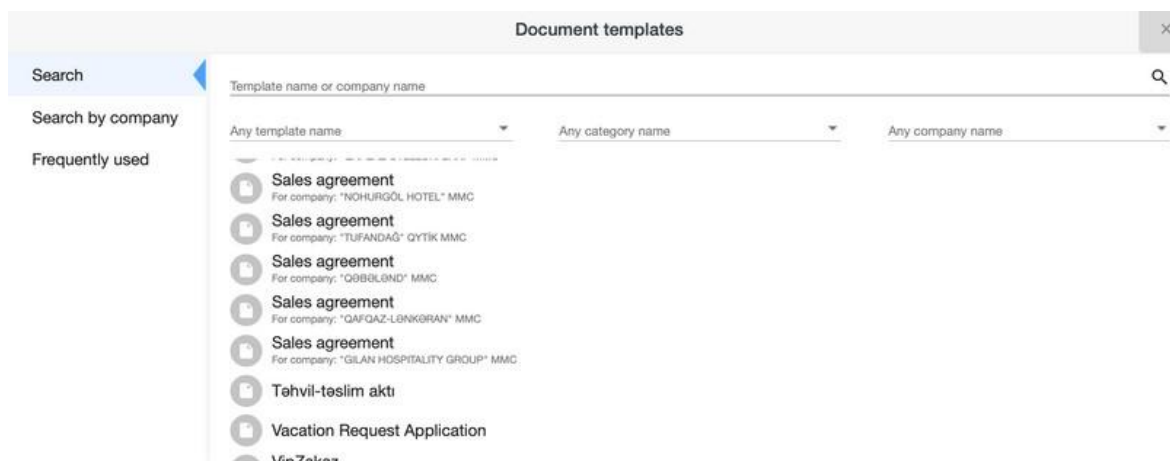 Document templates
Search
Search by company
Frequently used
Template name or company name
Any template name
Any category name
Any company name
Sales agreement
For company: "NOHURGÖL HOTEL" MMC
Sales agreement
For company: "TUFANDAĞ" QYTİK MMC
Sales agreement
For company: "QƏBƏLƏND" MMC
Sales agreement
For company: "QAFQAZ-LƏNKƏRAN" MMC
Sales agreement
For company: "GILAN HOSPITALITY GROUP" MMC
Təhvil-təslim aktı
Vacation Request Application
VipZakaz